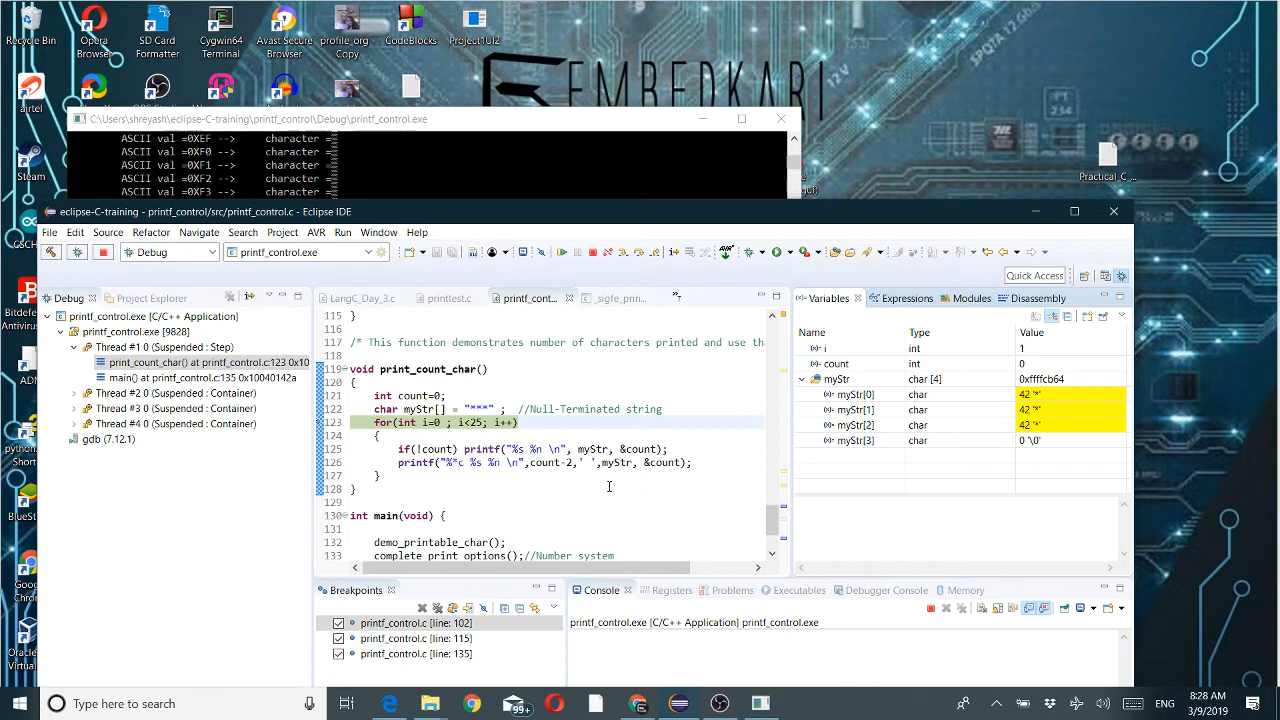 Recycle Bin
Opera Browser
SD Card Formatter
Cygwin64 Terminal
Avast Secure Browser
profile_org - Copy
CodeBlocks
Project1UI2
EMBEDKARI
airtel
Steam
Practical_C_...
C:\Users\shreyash\eclipse-C-training\printf_control\Debug\printf_control.exe
ASCII val =0XEF --> character =
ASCII val =0XF0 --> character =
ASCII val =0XF1 --> character =
ASCII val =0XF2 --> character =
ASCII val =0XF3 --> character =
eclipse-C-training - printf_control/src/printf_control.c - Eclipse IDE
File Edit Source Refactor Navigate Search Project AVR Run Window Help
Debug printf_control.exe
Quick Access
Debug Project Explorer
printf_control.exe [C/C++ Application]
printf_control.exe [9828]
Thread #1 0 (Suspended : Step)
print_count_char() at printf_control.c:123 0x10
main() at printf_control.c:135 0x10040142a
Thread #2 0 (Suspended : Container)
Thread #3 0 (Suspended : Container)
Thread #4 0 (Suspended : Container)
gdb (7.12.1)
LangC_Day_3.c printtest.c printf_cont... _sigfe_prin...
115 }
116
117 /* This function demonstrates number of characters printed and use tha
118
119 void print_count_char()
120 {
121 int count=0;
122 char myStr[] = "***" ; //Null-Terminated string
123 for(int i=0 ; i<25; i++)
124 {
125 if(!count) printf("%s %n \n", myStr, &count);
126 printf("%*c %s %n \n",count-2,' ',myStr, &count);
127 }
128 }
129
130 int main(void) {
131
132 demo_printable_char();
133 complete_print_options();//Number system
Variables Expressions Modules Disassembly
Name Type Value
i int 1
count int 0
myStr char [4] 0xffffcb64
myStr[0] char 42 '*'
myStr[1] char 42 '*'
myStr[2] char 42 '*'
myStr[3] char 0 '\0'
Breakpoints
printf_control.c [line: 102]
printf_control.c [line: 115]
printf_control.c [line: 135]
Console Registers Problems Executables Debugger Console Memory
printf_control.exe [C/C++ Application] printf_control.exe
Type here to search
99+
ENG
8:28 AM
3/9/2019